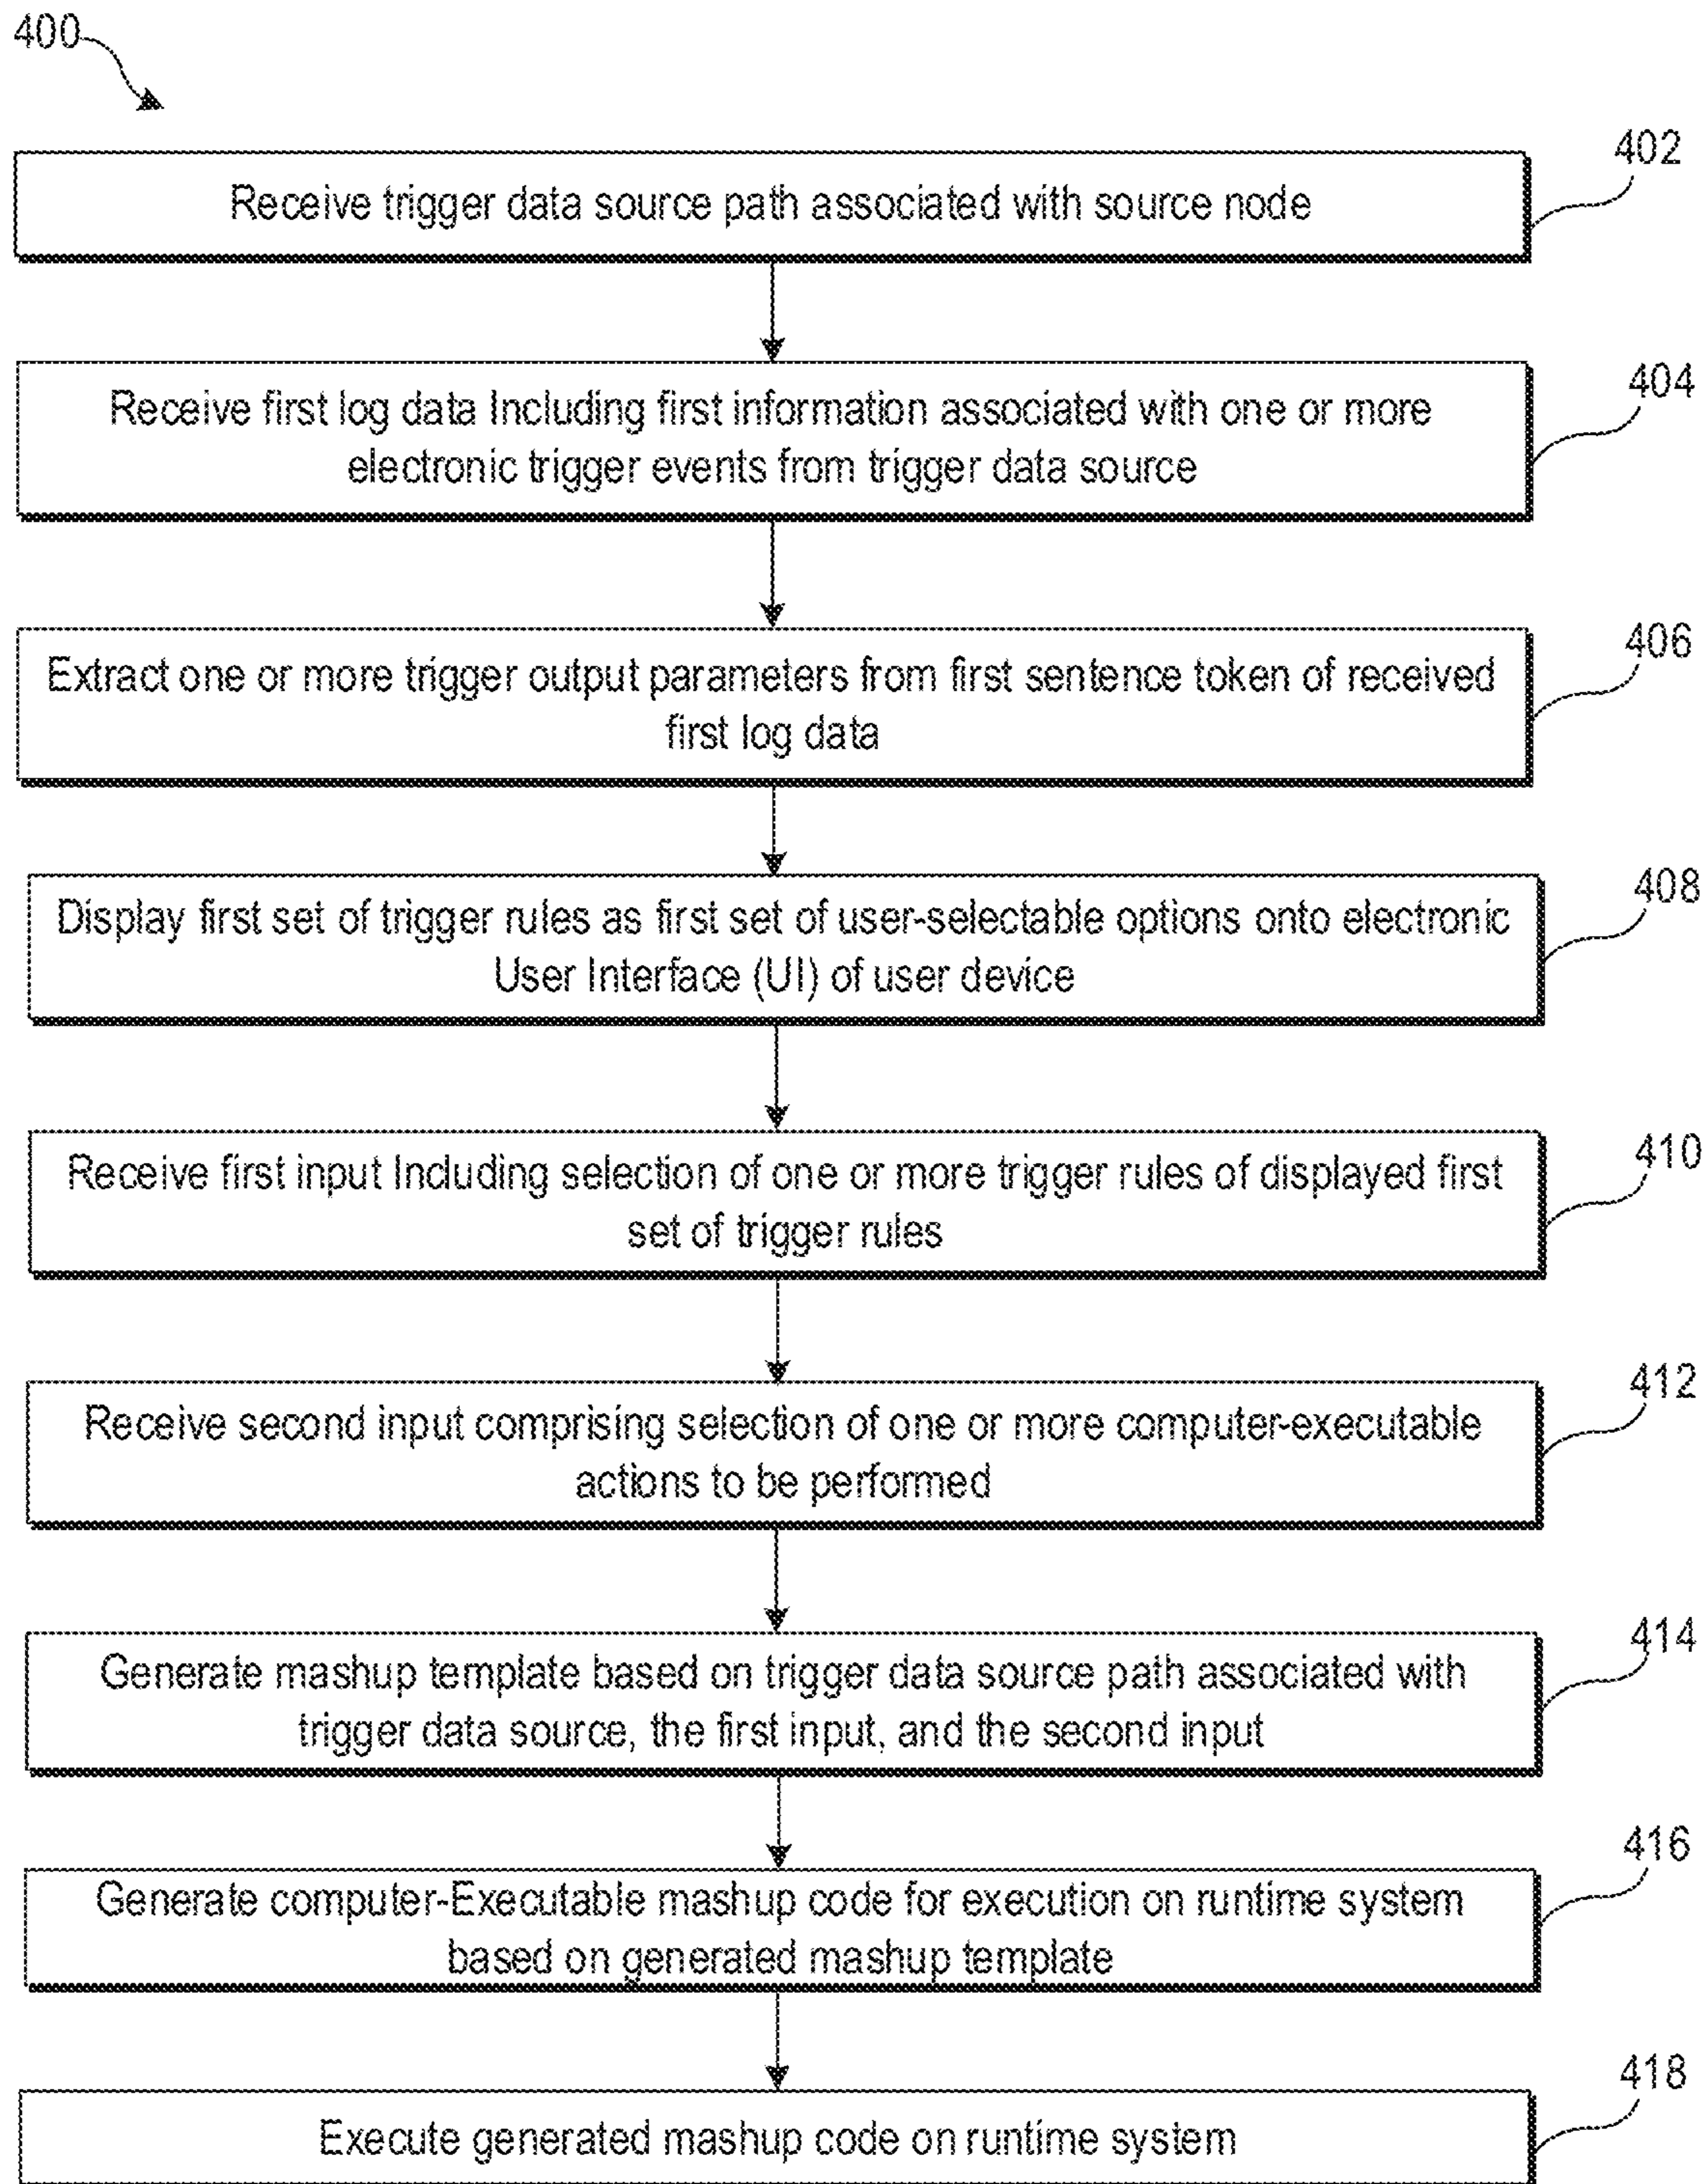 400
402
Receive trigger data source path associated with source node
404
Receive first log data Including first information associated with one or more
electronic trigger events from trigger data source
406
Extract one or more trigger output parameters from first sentence token of received
first log data
408
Display first set of trigger rules as first set of user-selectable options onto electronic
User Interface (UI) of user device
410
Receive first input Including selection of one or more trigger rules of displayed first
set of trigger rules
412
Receive second input comprising selection of one or more computer-executable
actions to be performed
414
Generate mashup template based on trigger data source path associated with
trigger data source, the first input, and the second input
416
Generate computer-Executable mashup code for execution on runtime system
based on generated mashup template
418
Execute generated mashup code on runtime system